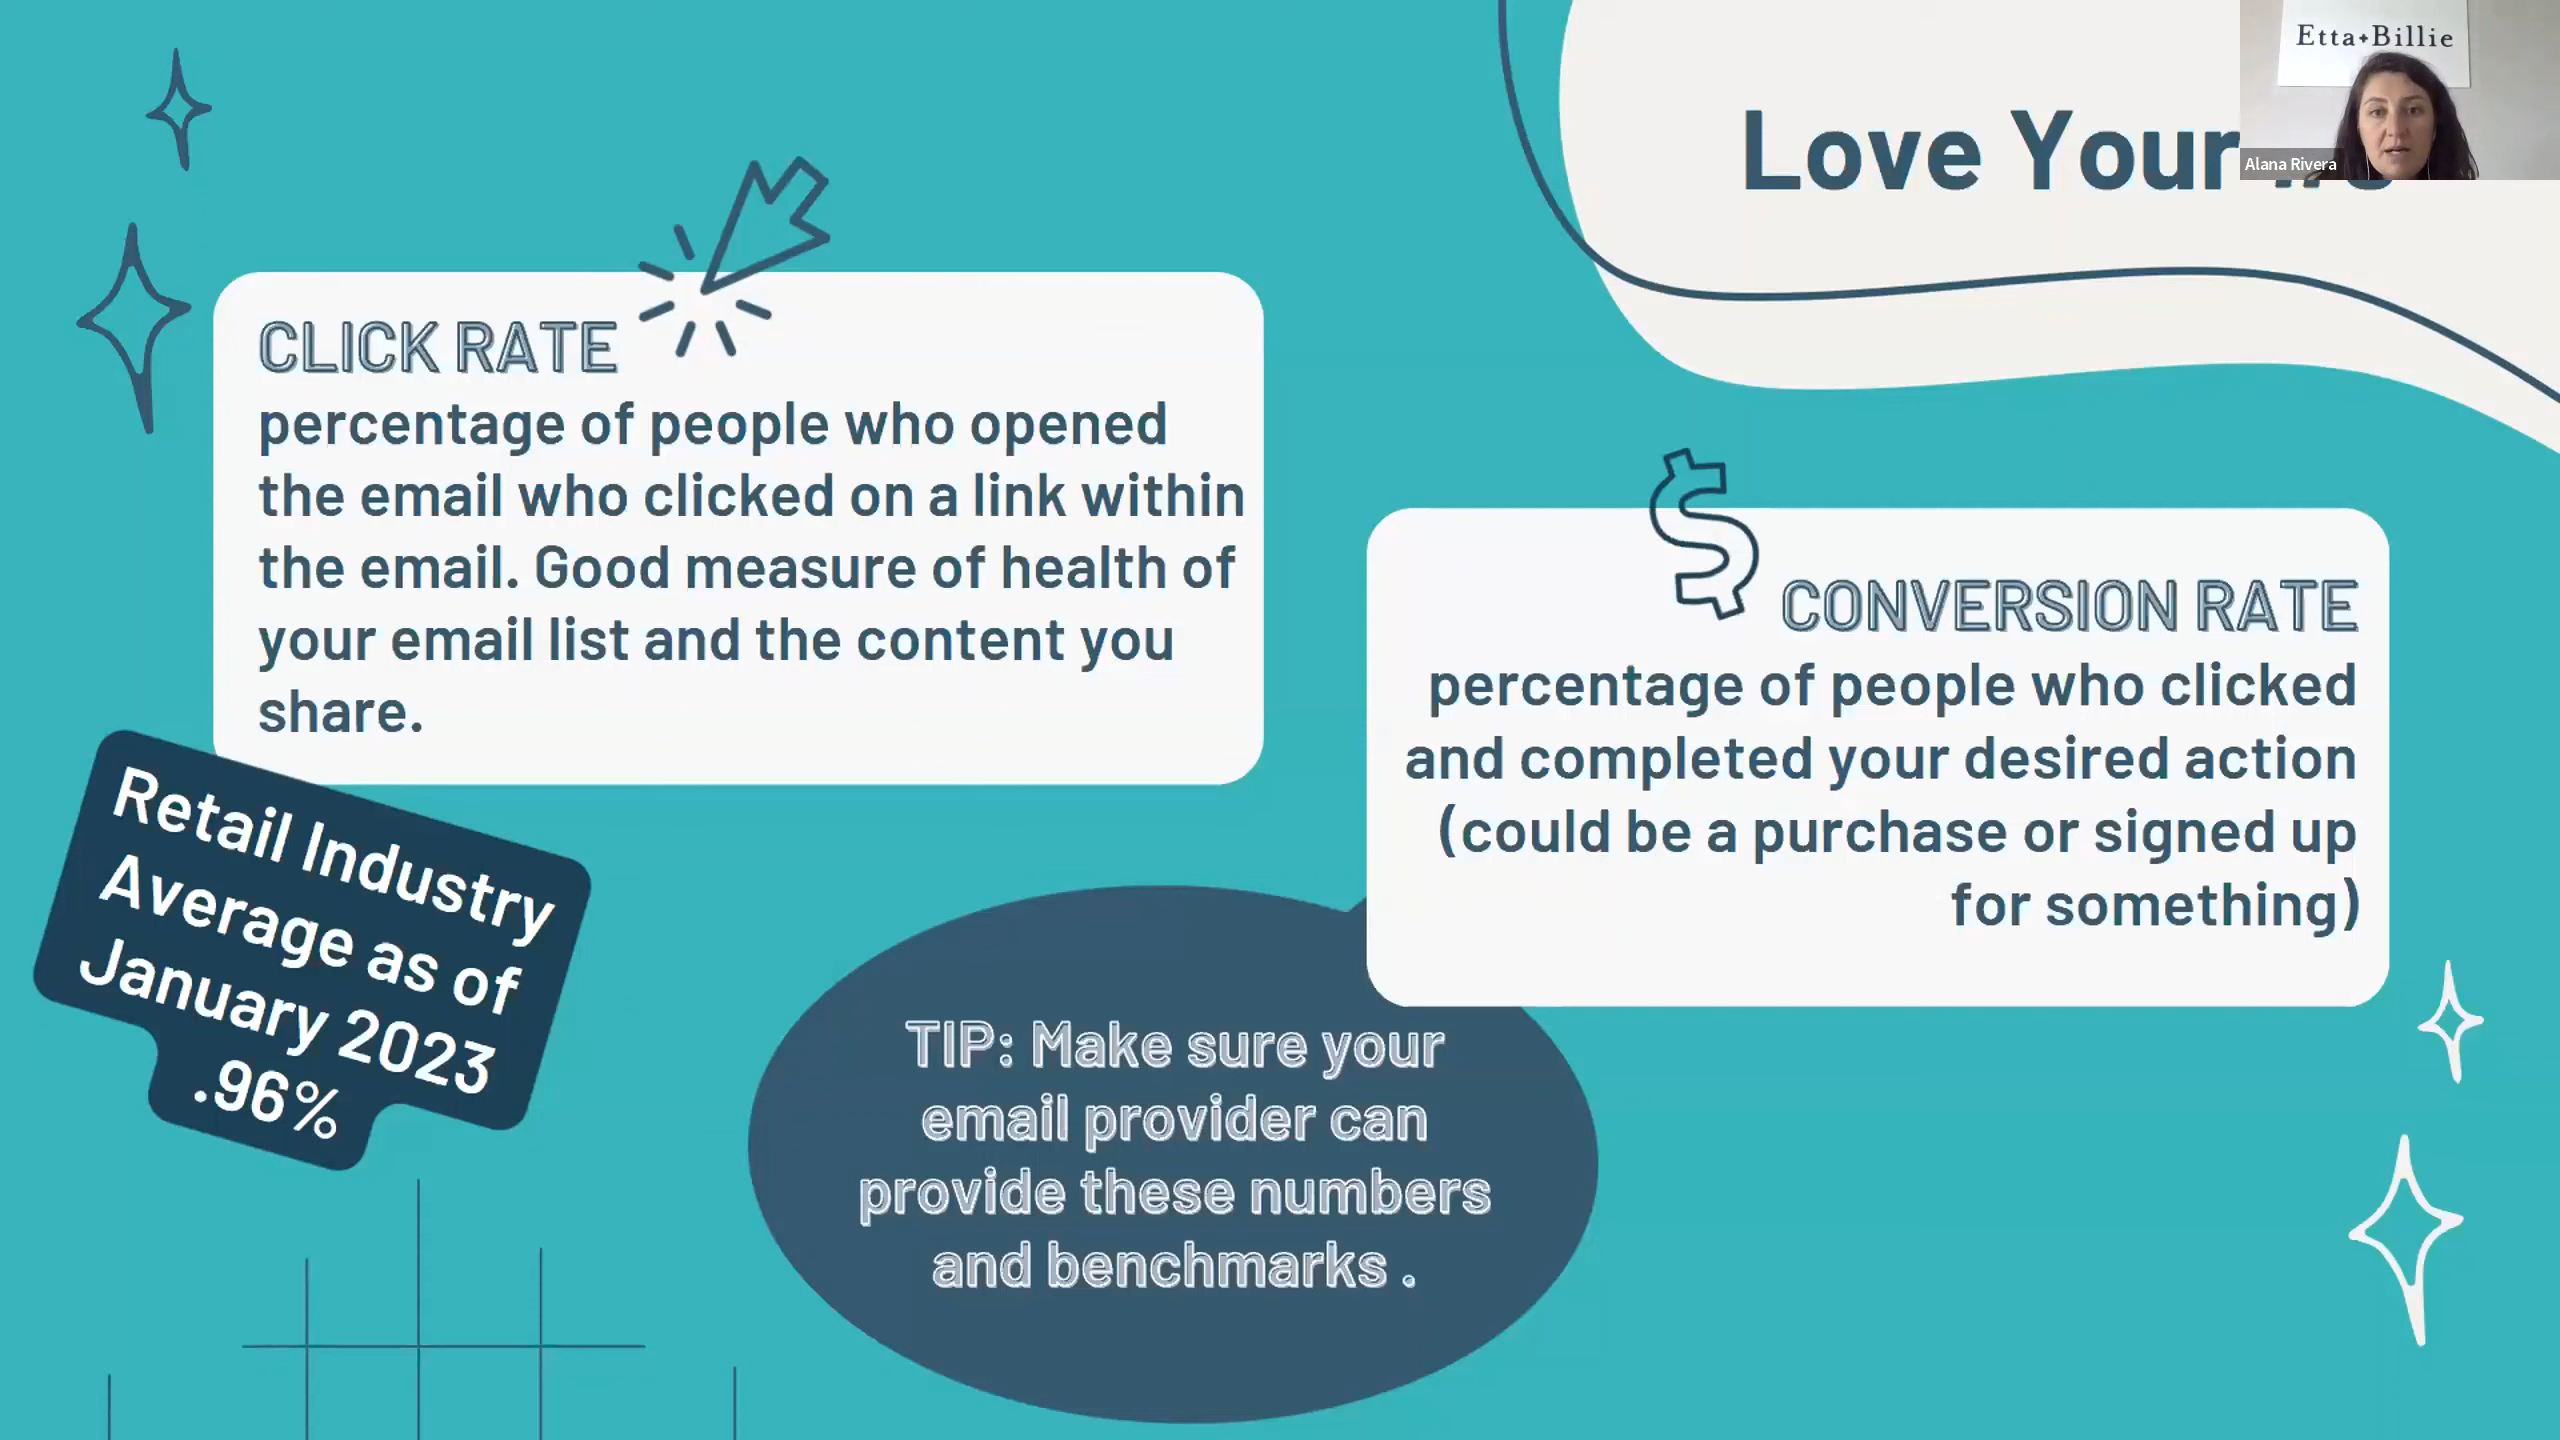 Etta+Billie
Alana Rivera
Love Your
CLICK RATE
percentage of people who opened
the email who clicked on a link within
the email. Good measure of health of
your email list and the content you
share.
CONVERSION RATE
percentage of people who clicked
and completed your desired action
(could be a purchase or signed up
for something)
Retail Industry
Average as of
January 2023
.96%
TIP: Make sure your
email provider can
provide these numbers
and benchmarks .